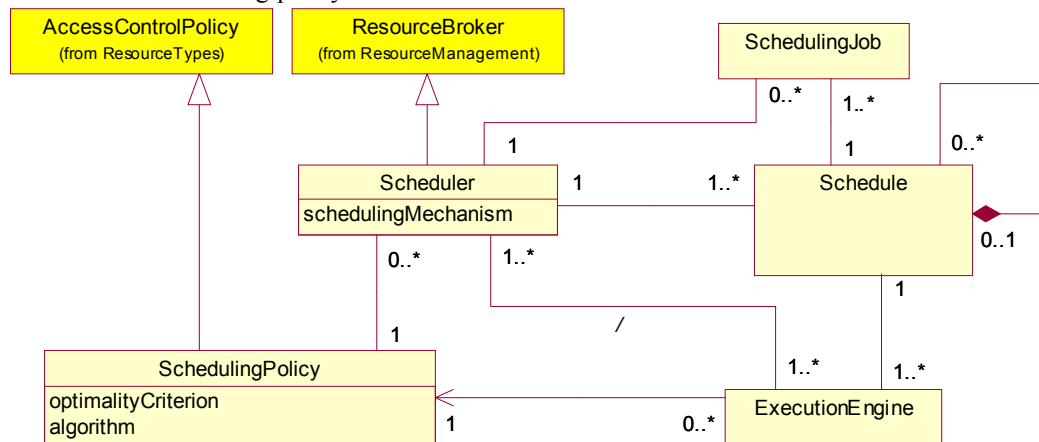 AccessControlPolicy
(from ResourceTypes)
ResourceBroker
(from ResourceManagement)
SchedulingJob
0..*
1..*
0..*
1
1
Scheduler
schedulingMechanism
1
1..*
Schedule
0..1
0..*
1..*
1
/
1
1..*
1..*
SchedulingPolicy
optimalityCriterion
algorithm
1
0..*
ExecutionEngine